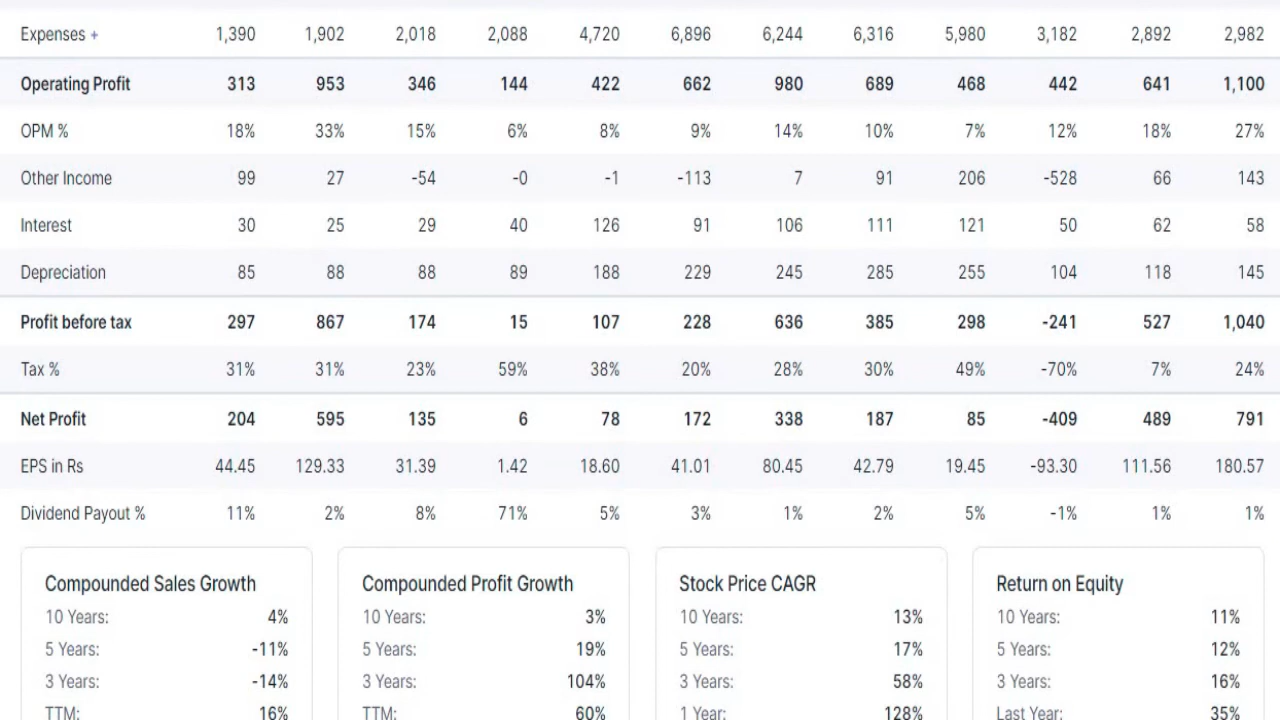 Expenses + 1,390 1,902 2,018 2,088 4,720 6,896 6,244 6,316 5,980 3,182 2,892 2,982
Operating Profit 313 953 346 144 422 662 980 689 468 442 641 1,100
OPM % 18% 33% 15% 6% 8% 9% 14% 10% 7% 12% 18% 27%
Other Income 99 27 -54 -0 -1 -113 7 91 206 -528 66 143
Interest 30 25 29 40 126 91 106 111 121 50 62 58
Depreciation 85 88 88 89 188 229 245 285 255 104 118 145
Profit before tax 297 867 174 15 107 228 636 385 298 -241 527 1,040
Tax % 31% 31% 23% 59% 38% 20% 28% 30% 49% -70% 7% 24%
Net Profit 204 595 135 6 78 172 338 187 85 -409 489 791
EPS in Rs 44.45 129.33 31.39 1.42 18.60 41.01 80.45 42.79 19.45 -93.30 111.56 180.57
Dividend Payout % 11% 2% 8% 71% 5% 3% 1% 2% 5% -1% 1% 1%
Compounded Sales Growth
10 Years: 4%
5 Years: -11%
3 Years: -14%
TTM: 16%
Compounded Profit Growth
10 Years: 3%
5 Years: 19%
3 Years: 104%
TTM: 60%
Stock Price CAGR
10 Years: 13%
5 Years: 17%
3 Years: 58%
1 Year: 128%
Return on Equity
10 Years: 11%
5 Years: 12%
3 Years: 16%
Last Year: 35%